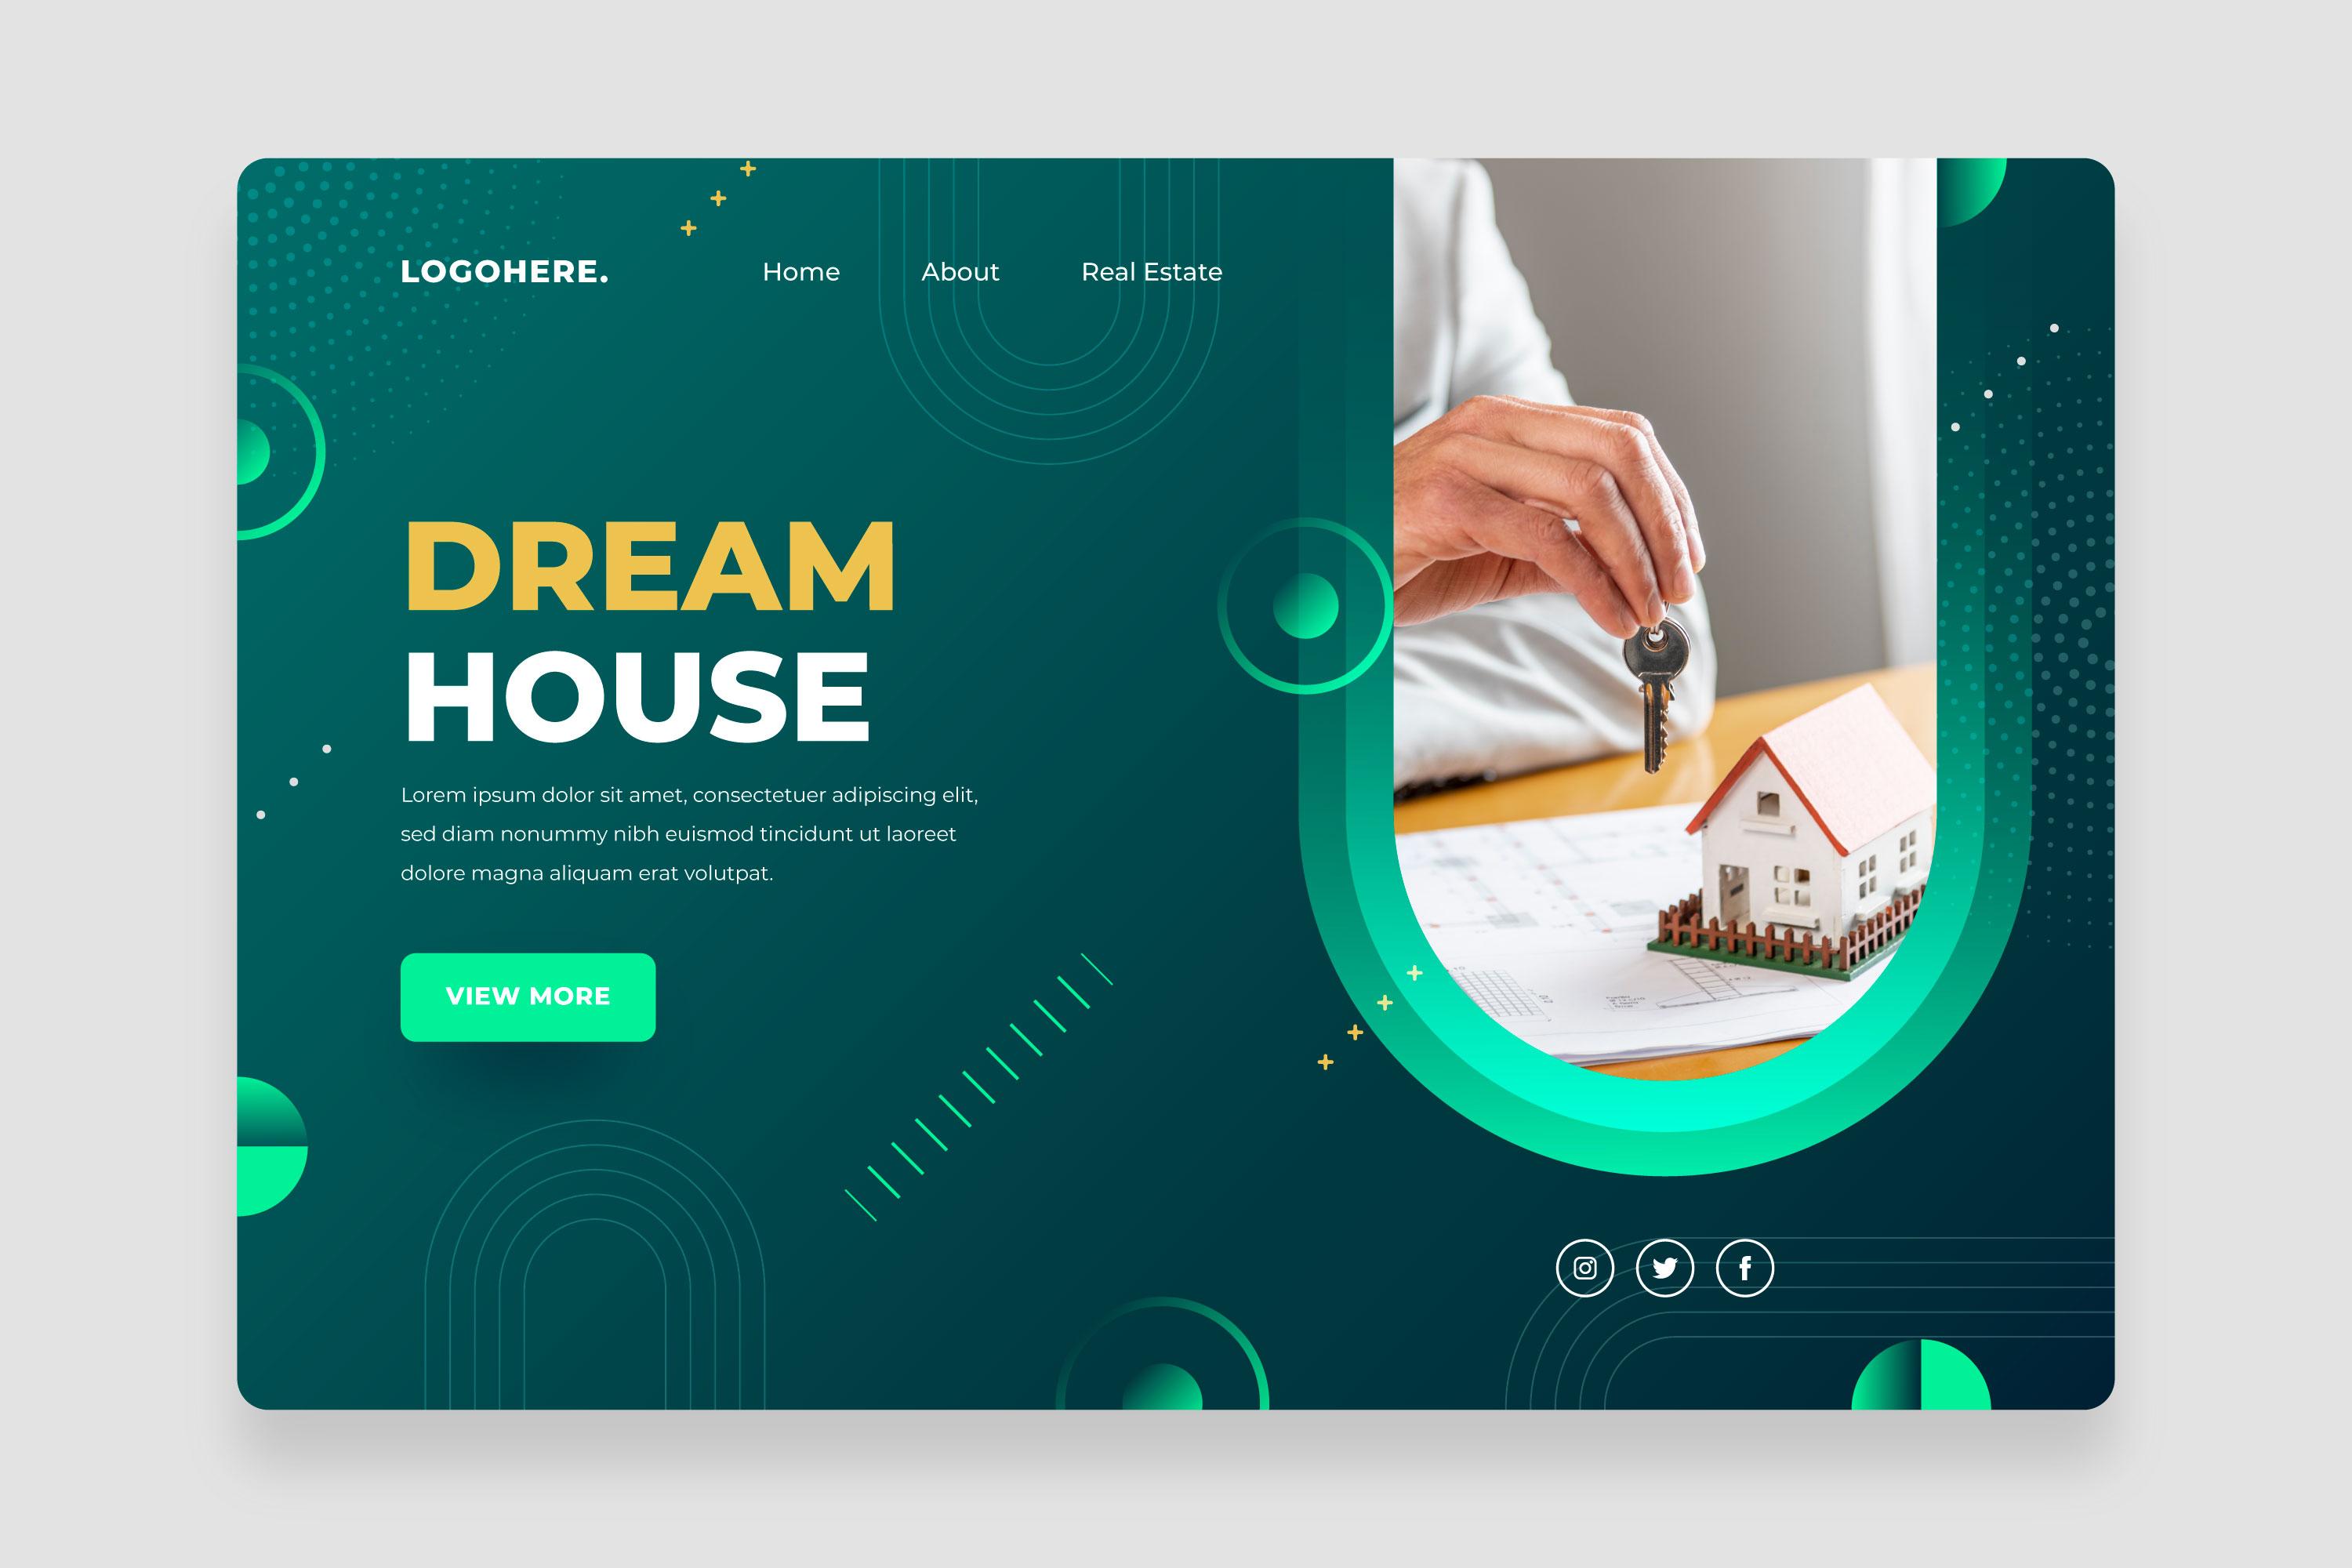 LOGOHERE.
Home
About
Real Estate
DREAM
HOUSE
Lorem ipsum dolor sit amet, consectetuer adipiscing elit,
sed diam nonummy nibh euismod tincidunt ut laoreet
dolore magna aliquam erat volutpat.
VIEW MORE